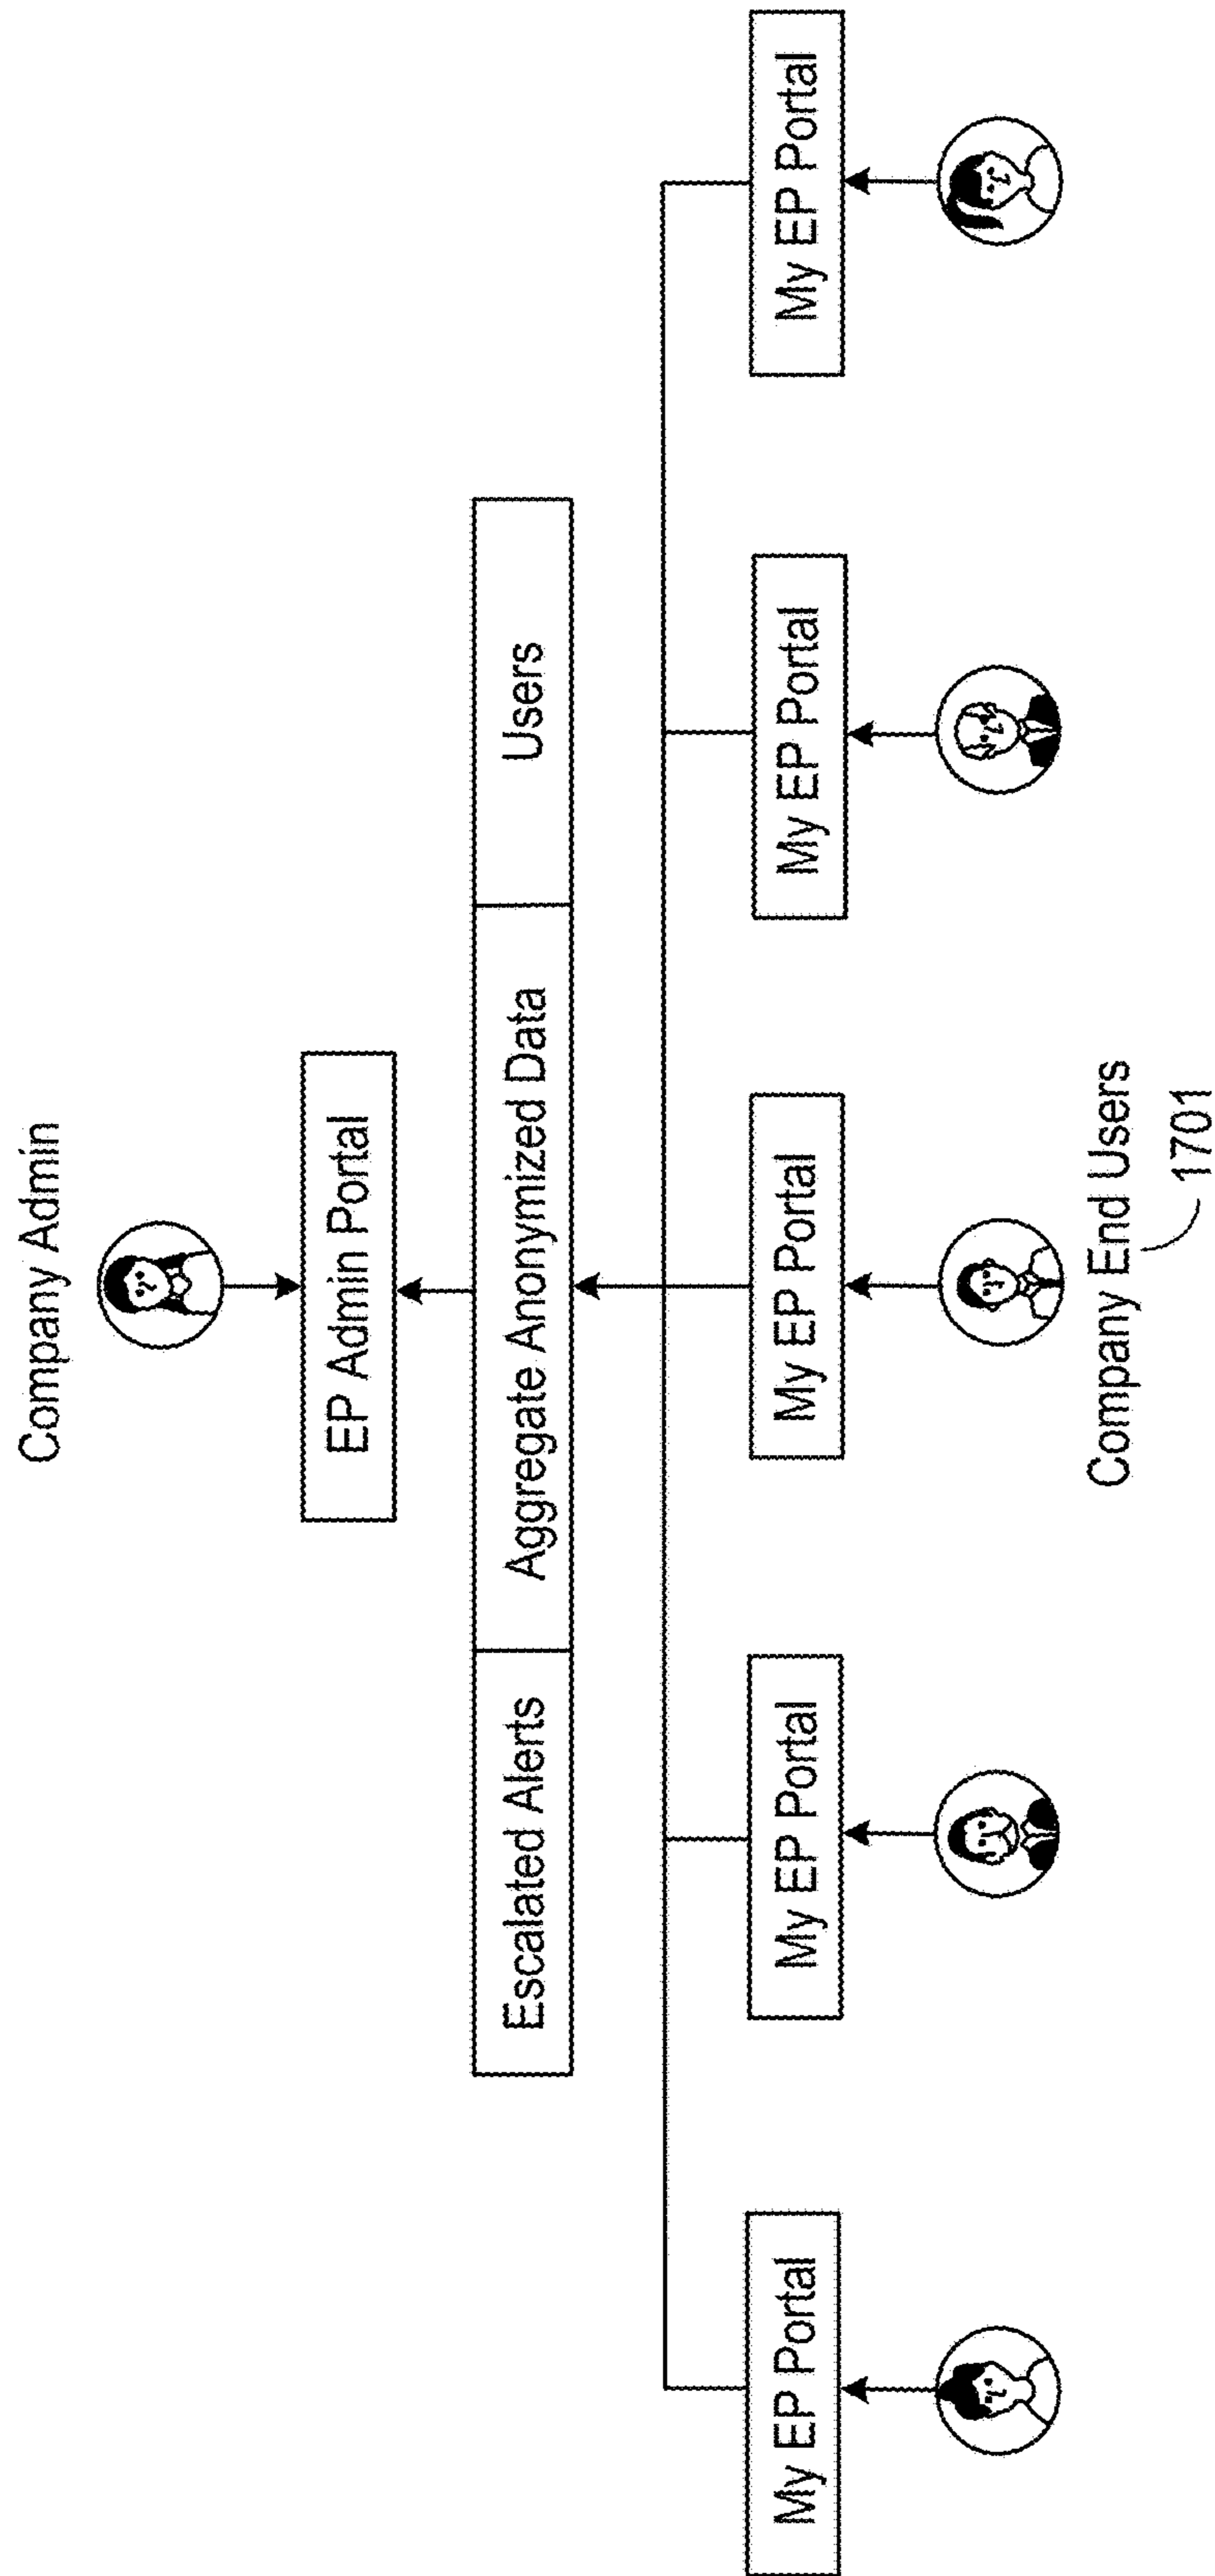 Company Admin
EP Admin Portal
Escalated Alerts
Aggregate Anonymized Data
Users
My EP Portal
My EP Portal
My EP Portal
My EP Portal
My EP Portal
Company End Users
1701